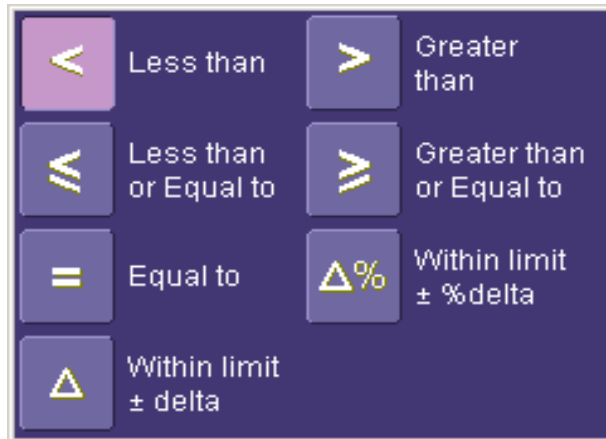 < Less than
> Greater
than
≤ Less than
or Equal to
≥ Greater than
or Equal to
= Equal to
Δ% Within limit
± %delta
Δ Within limit
± delta